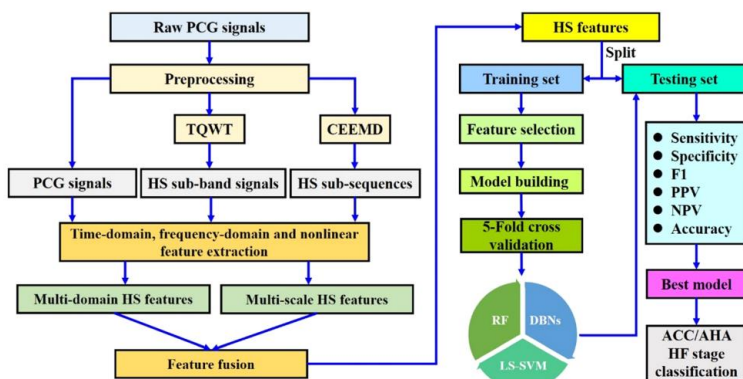 Raw PCG signals
Preprocessing
TQWT
CEEMD
PCG signals
HS sub-band signals
HS sub-sequences
Time-domain, frequency-domain and nonlinear
feature extraction
Multi-domain HS features
Multi-scale HS features
Feature fusion
HS features
Split
Training set
Testing set
Feature selection
Model building
5-Fold cross
validation
RF
DBNs
LS-SVM
● Sensitivity
● Specificity
● F1
● PPV
● NPV
● Accuracy
Best model
ACC/AHA
HF stage
classification